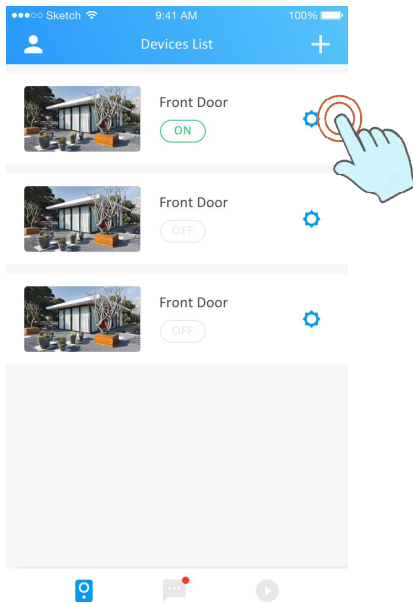 Sketch 9:41 AM 100%
Devices List
Front Door
ON
Front Door
OFF
Front Door
OFF